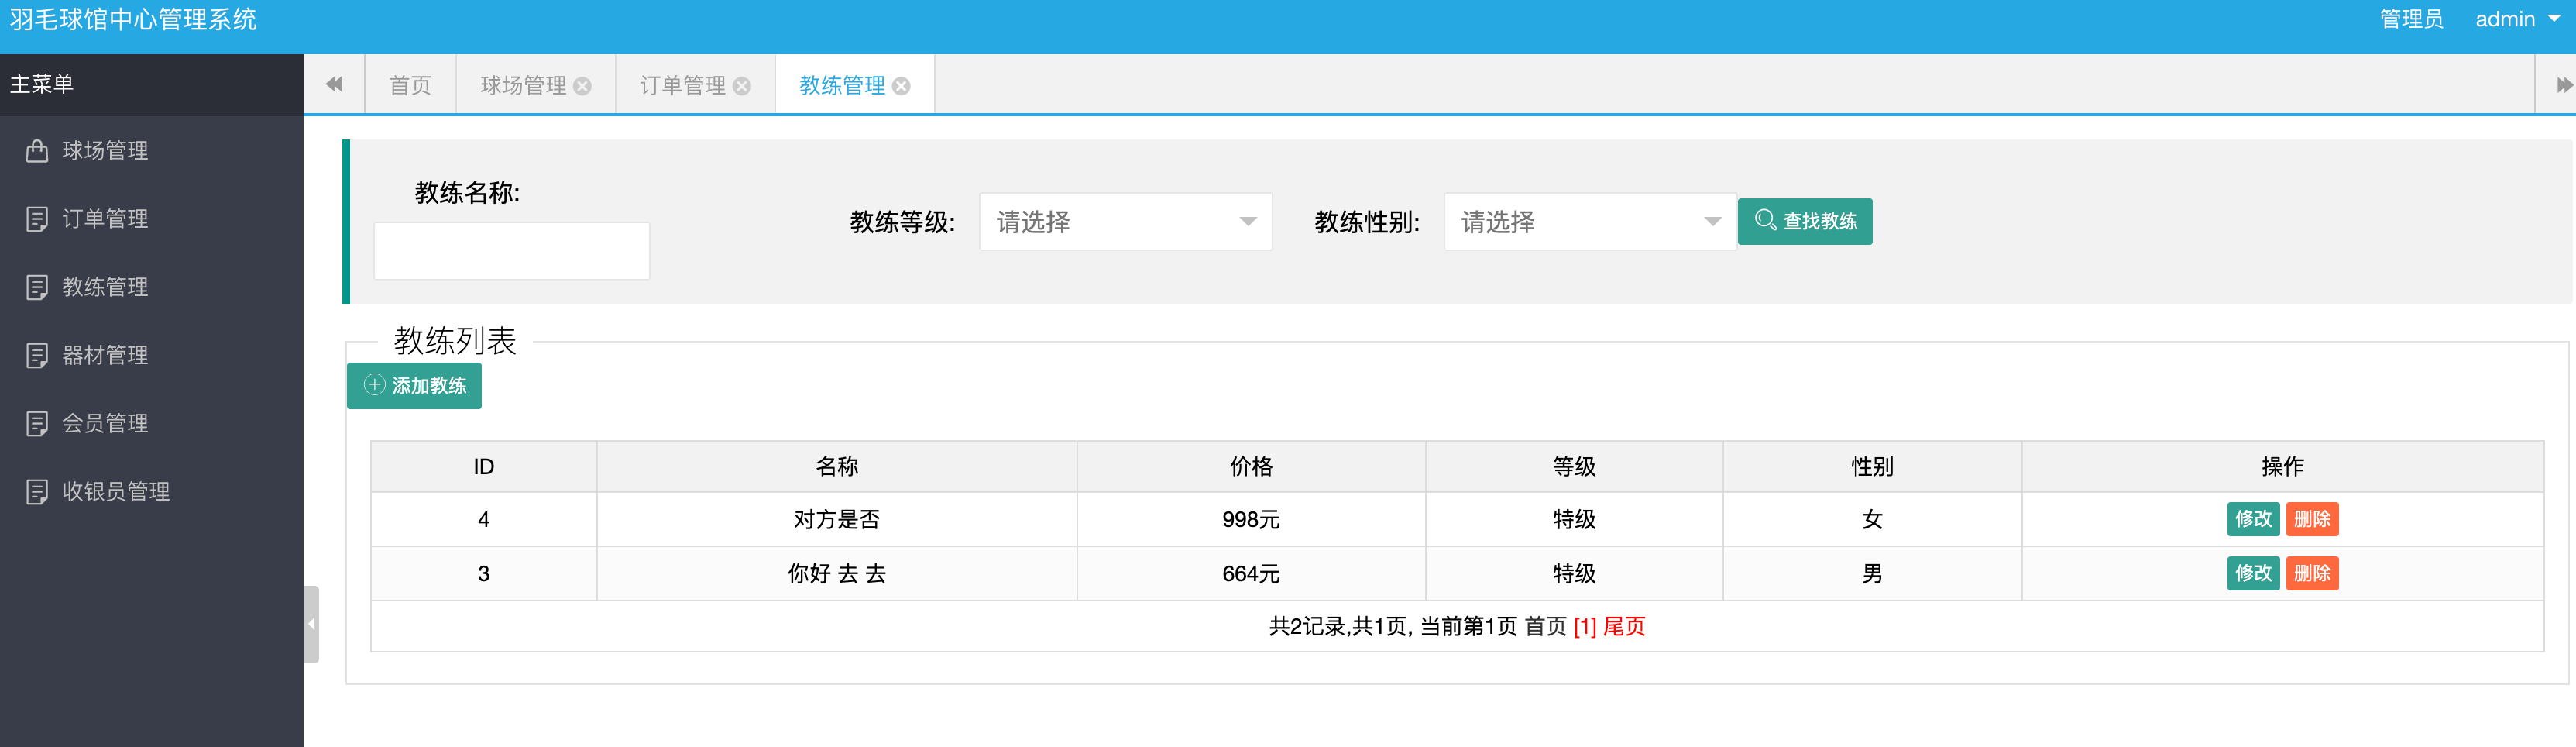 羽毛球馆中心管理系统
管理员 admin
主菜单
首页 球场管理 订单管理 教练管理
球场管理
订单管理
教练管理
器材管理
会员管理
收银员管理
教练名称:
教练等级: 请选择 教练性别: 请选择 查找教练
教练列表
添加教练
ID 名称 价格 等级 性别 操作
4 对方是否 998元 特级 女 修改 删除
3 你好 去 去 664元 特级 男 修改 删除
共2记录,共1页, 当前第1页 首页 [1] 尾页